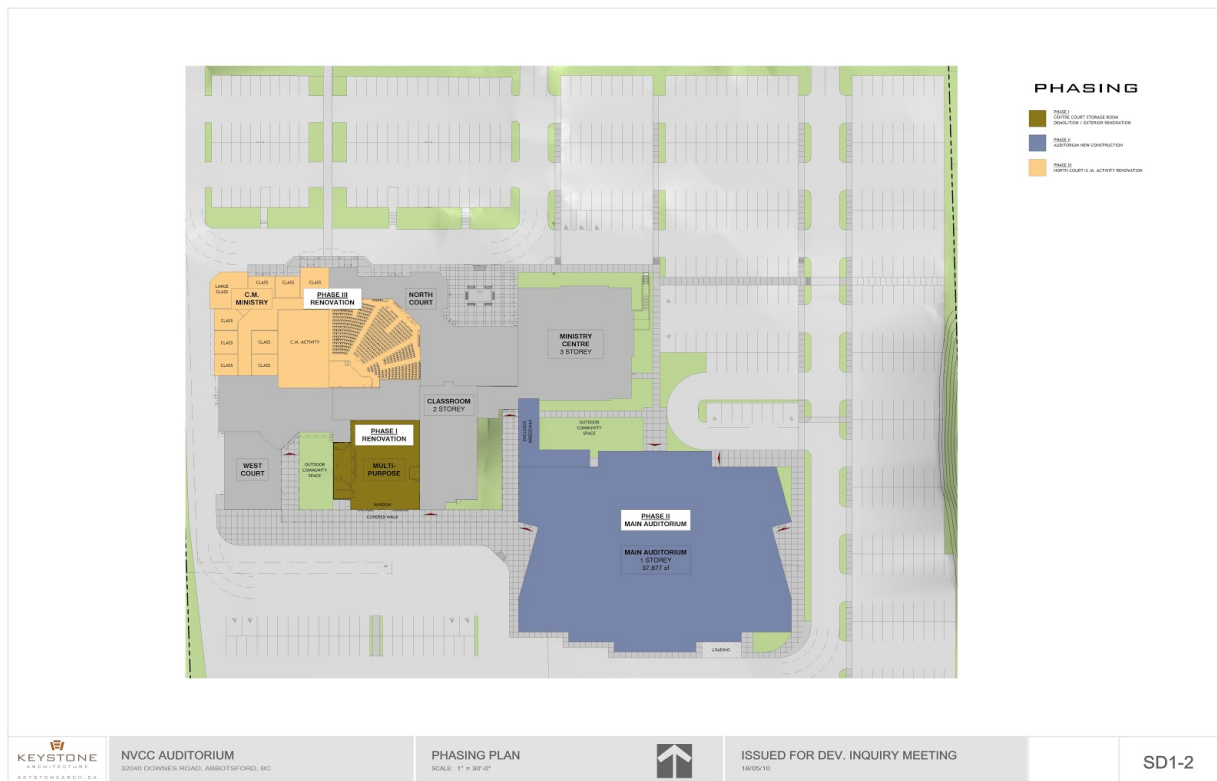 PHASING
PHASE I
CENTRE COURT STORAGE ROOM
DEMOLITION / EXTERIOR RENOVATION
PHASE II
AUDITORIUM NEW CONSTRUCTION
PHASE III
NORTH COURT/C.M. ACTIVITY RENOVATION
LARGE
CLASS
CLASS
CLASS
CLASS
C.M.
MINISTRY
PHASE III
RENOVATION
NORTH
COURT
CLASS
CLASS
CLASS
CLASS
CLASS
C.M. ACTIVITY
MINISTRY
CENTRE
3 STOREY
CLASSROOM
2 STOREY
PHASE I
RENOVATION
COVERED
BREEZEWAY
OUTDOOR
COMMUNITY
SPACE
WEST
COURT
OUTDOOR
COMMUNITY
SPACE
MULTI-
PURPOSE
WINDOW
COVERED WALK
PHASE II
MAIN AUDITORIUM
MAIN AUDITORIUM
1 STOREY
37,877 sf
LOADING
KEYSTONE
ARCHITECTURE
KEYSTONEARCH.CA
NVCC AUDITORIUM
32040 DOWNES ROAD, ABBOTSFORD, BC
PHASING PLAN
SCALE: 1" = 30'-0"
ISSUED FOR DEV. INQUIRY MEETING
18/05/10
SD1-2